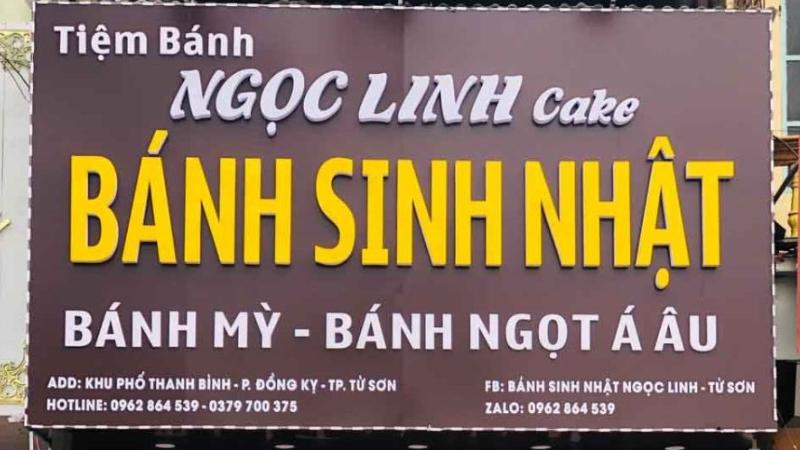 Tiệm Bánh
NGỌC LINH Cake
BÁNH SINH NHẬT
BÁNH MỲ - BÁNH NGỌT Á ÂU
ADD: KHU PHỐ THANH BÌNH - P. ĐỒNG KỴ - TP. TỪ SƠN
HOTLINE: 0962 864 539 - 0379 700 375
FB: BÁNH SINH NHẬT NGỌC LINH - TỪ SƠN
ZALO: 0962 864 539